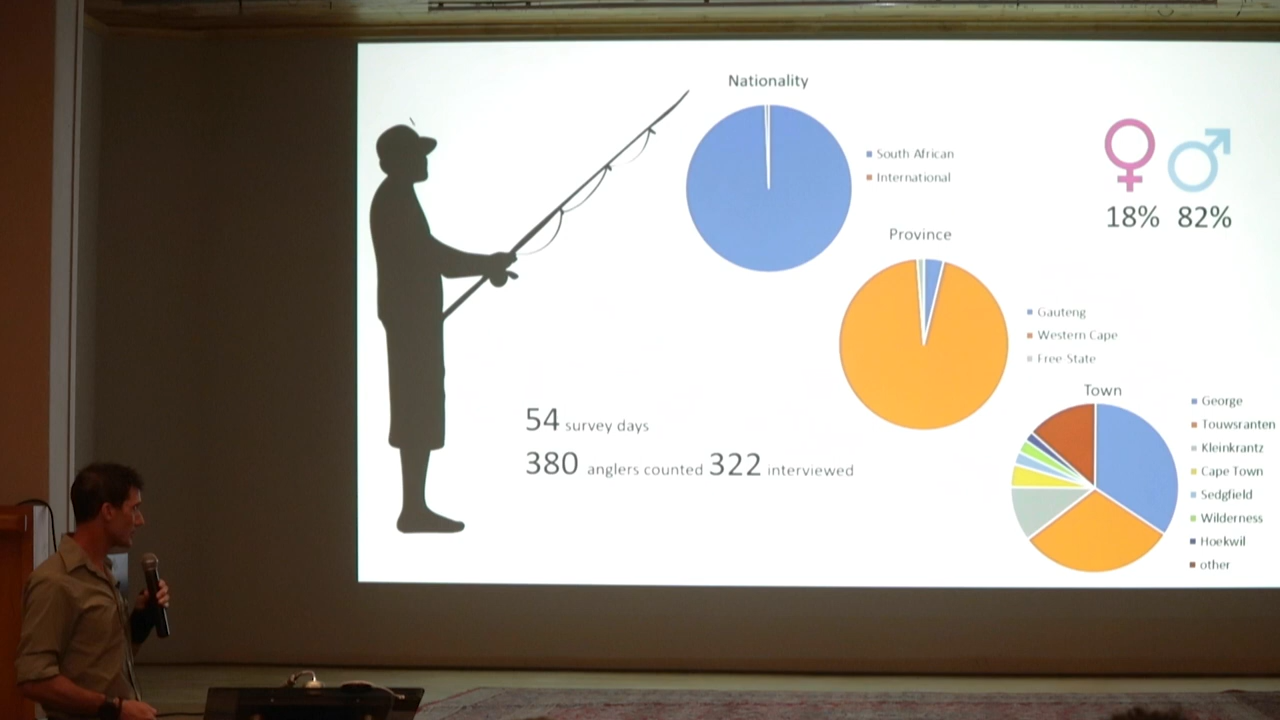 Nationality
South African
International
18% 82%
Province
Gauteng
Western Cape
Free State
Town
George
Touwsranten
Kleinkrantz
Cape Town
Sedgfield
Wilderness
Hoekwil
other
54 survey days
380 anglers counted 322 interviewed